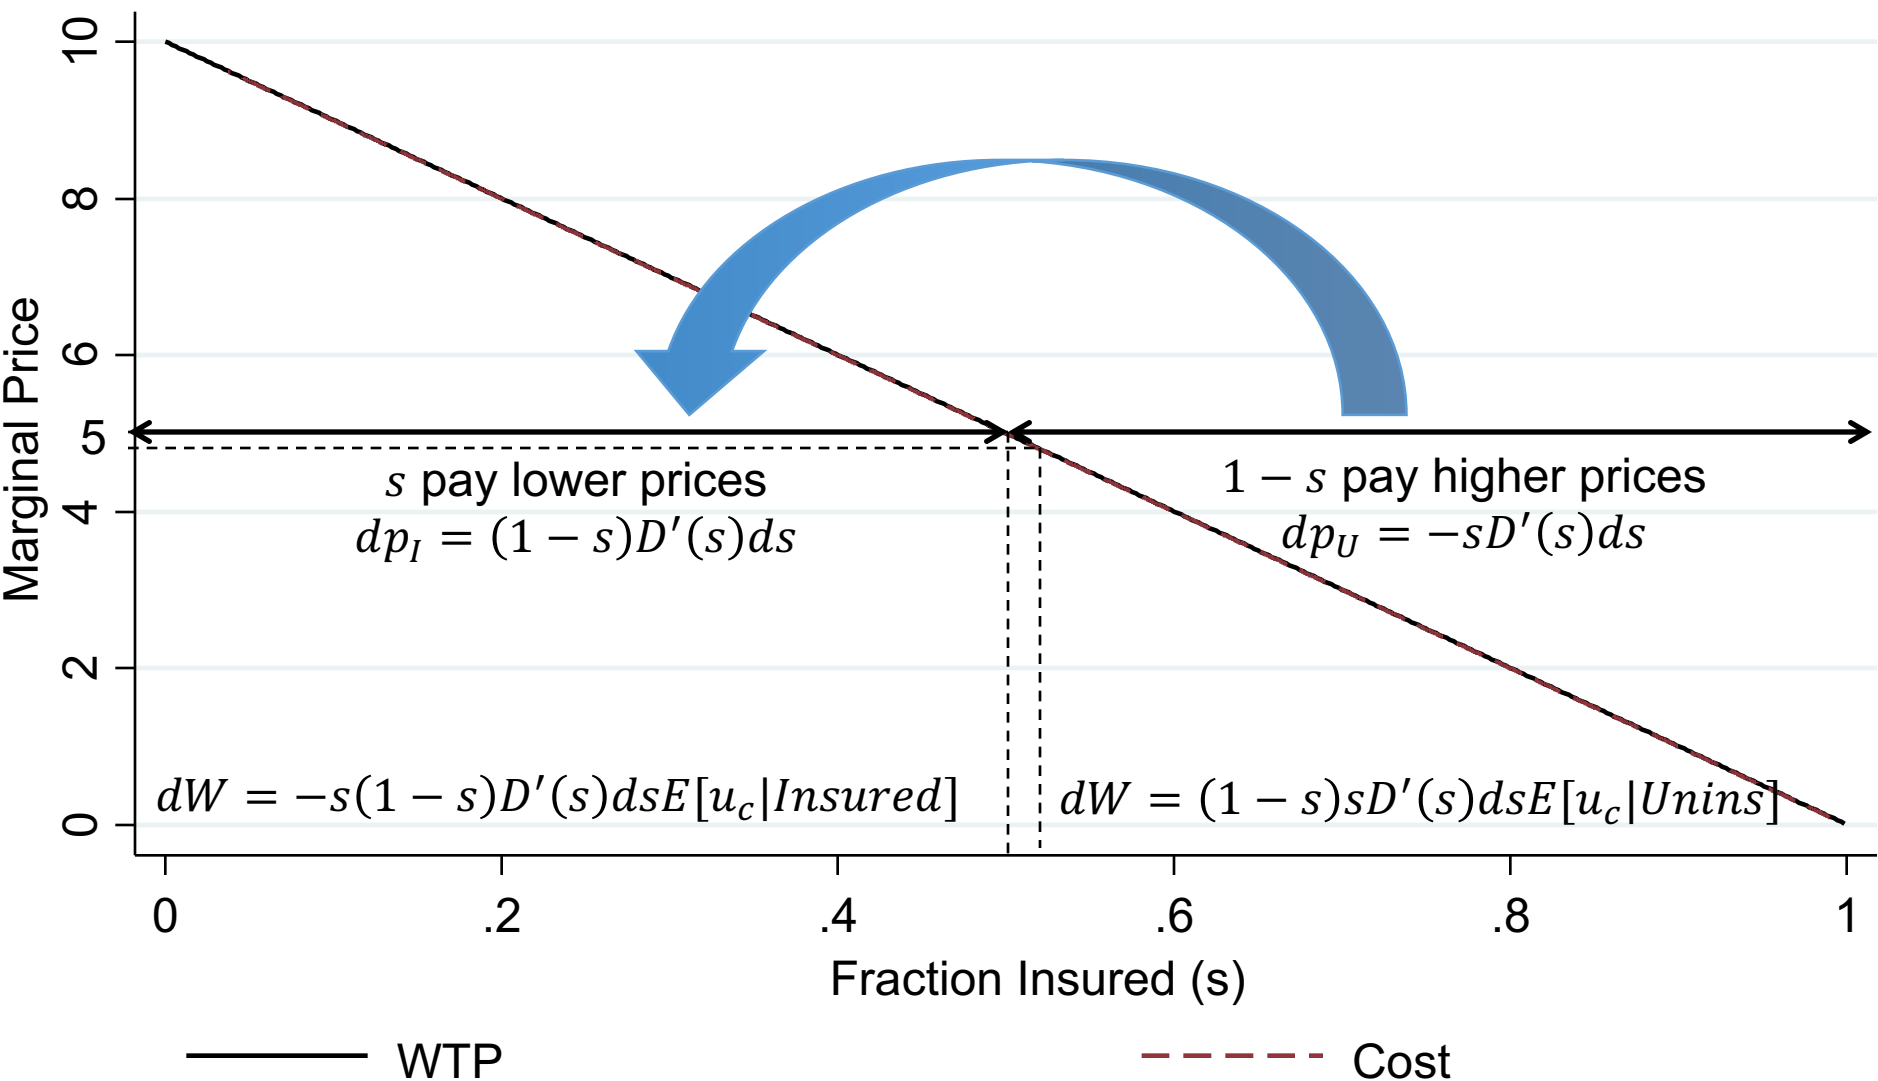 Marginal Price
10
8
6
5
4
2
0
s pay lower prices
dp_I = (1 − s)D′(s)ds
1 − s pay higher prices
dp_U = −sD′(s)ds
dW = −s(1 − s)D′(s)dsE[u_c|Insured]
dW = (1 − s)sD′(s)dsE[u_c|Unins]
0 .2 .4 .6 .8 1
Fraction Insured (s)
WTP Cost